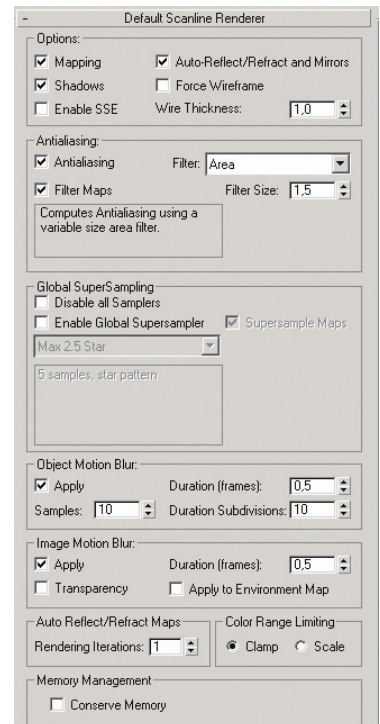 - Default Scanline Renderer
Options:
Mapping Auto-Reflect/Refract and Mirrors
Shadows Force Wireframe
Enable SSE Wire Thickness: 1,0
Antialiasing:
Antialiasing Filter: Area
Filter Maps Filter Size: 1,5
Computes Antialiasing using a
variable size area filter.
Global SuperSampling
Disable all Samplers
Enable Global Supersampler Supersample Maps
Max 2.5 Star
5 samples, star pattern
Object Motion Blur:
Apply Duration (frames): 0,5
Samples: 10 Duration Subdivisions: 10
Image Motion Blur:
Apply Duration (frames): 0,5
Transparency Apply to Environment Map
Auto Reflect/Refract Maps Color Range Limiting
Rendering Iterations: 1 Clamp Scale
Memory Management
Conserve Memory